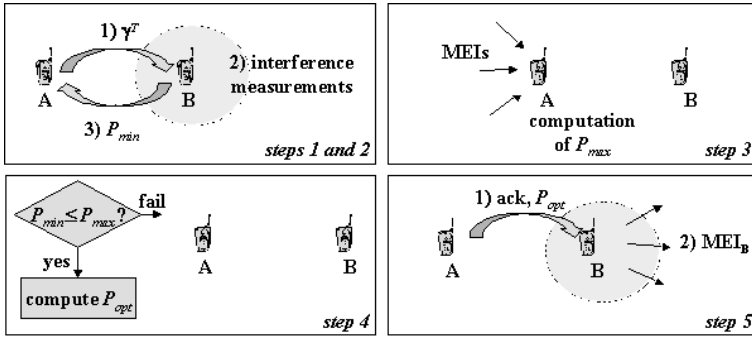 1) γᵀ
2) interference
measurements
A
B
3) P_min
steps 1 and 2
MEIs
A
B
computation
of P_max
step 3
P_min ≤ P_max ?
fail
yes
compute P_opt
A
B
step 4
1) ack, P_opt
A
B
2) MEI_B
step 5